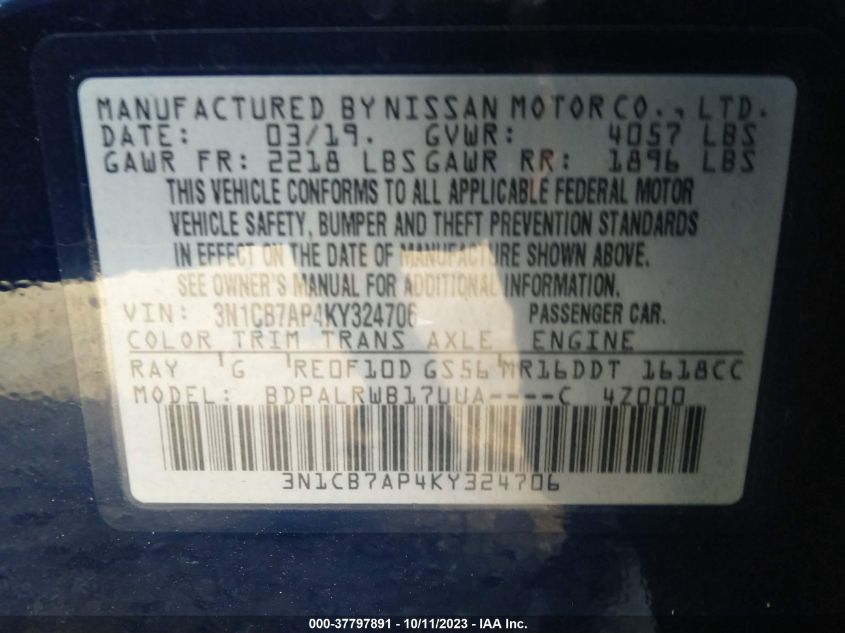 MANUFACTURED BY NISSAN MOTOR CO., LTD.
DATE: 03/19. GVWR: 4057 LBS
GAWR FR: 2218 LBS GAWR RR: 1896 LBS
THIS VEHICLE CONFORMS TO ALL APPLICABLE FEDERAL MOTOR
VEHICLE SAFETY, BUMPER AND THEFT PREVENTION STANDARDS
IN EFFECT ON THE DATE OF MANUFACTURE SHOWN ABOVE.
SEE OWNER'S MANUAL FOR ADDITIONAL INFORMATION.
VIN: 3N1CB7AP4KY324706 PASSENGER CAR.
COLOR TRIM TRANS AXLE ENGINE
RAY G RE0F10D GS56 MR16DDT 1618CC
MODEL: BDPALRWB17UUA----C 4Z000
3N1CB7AP4KY324706
000-37797891 - 10/11/2023 - IAA Inc.